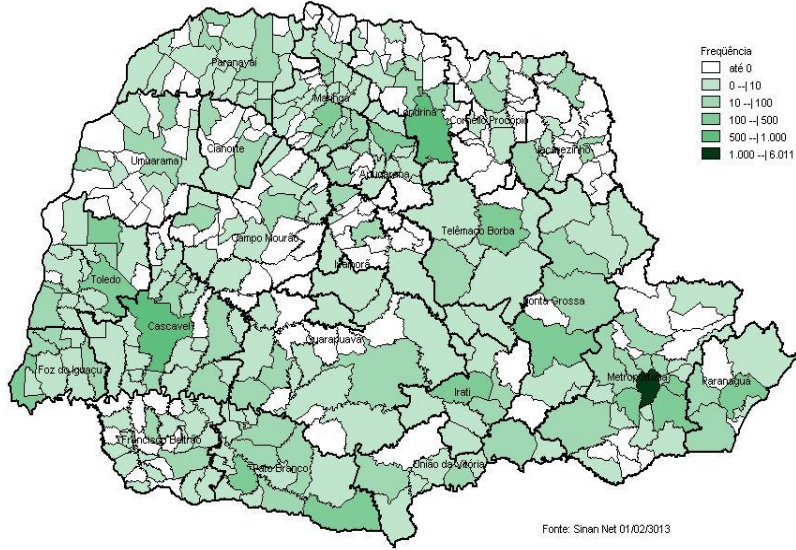 Freqüência
até 0
0 --| 10
10 --| 100
100 --| 500
500 --| 1.000
1.000 --| 6.011
Paranavaí
Maringá
Londrina
Cornélio Procópio
Jacarezinho
Umuarama
Cianorte
Apucarana
Campo Mourão
Telêmaco Borba
Ivaiporã
Toledo
Ponta Grossa
Cascavel
Guarapuava
Foz do Iguaçu
Irati
Metropolitana
Paranaguá
Francisco Beltrão
Pato Branco
União da Vitória
Fonte: Sinan Net 01/02/3013